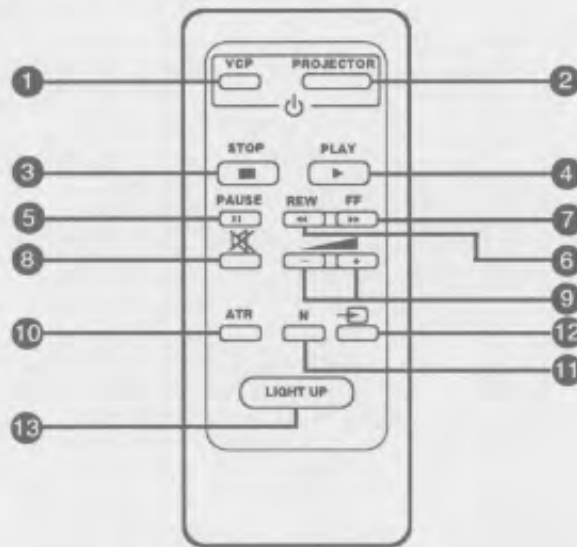 VCP PROJECTOR
1 2
STOP PLAY
3 4
PAUSE REW FF
5 7
8 6
- +
9
ATR N
10 12
11
LIGHT UP
13